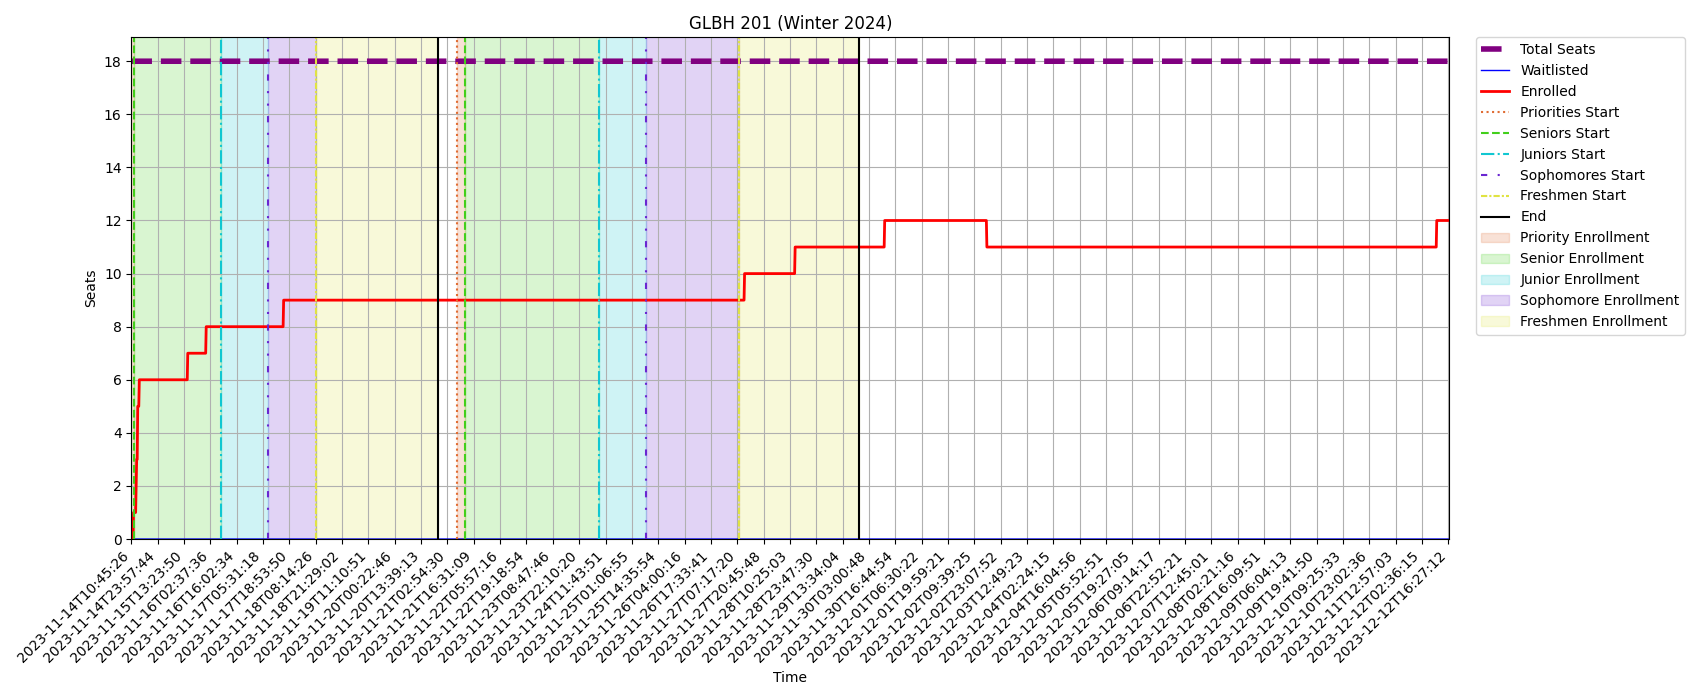 GLBH 201 (Winter 2024)
Seats
18
16
14
12
10
8
6
4
2
0
2023-11-14T10:45:26
2023-11-14T23:57:44
2023-11-15T13:23:50
2023-11-16T02:37:36
2023-11-16T16:02:34
2023-11-17T05:31:18
2023-11-17T18:53:50
2023-11-18T08:14:26
2023-11-18T21:29:02
2023-11-19T11:10:51
2023-11-20T00:22:46
2023-11-20T13:39:13
2023-11-21T02:54:30
2023-11-21T16:31:09
2023-11-22T05:57:16
2023-11-22T19:18:54
2023-11-23T08:47:46
2023-11-23T22:10:20
2023-11-24T11:43:51
2023-11-25T01:06:55
2023-11-25T14:35:54
2023-11-26T04:00:16
2023-11-26T17:33:41
2023-11-27T07:17:20
2023-11-27T20:45:48
2023-11-28T10:25:03
2023-11-28T23:47:30
2023-11-29T13:34:04
2023-11-30T03:00:48
2023-11-30T16:44:54
2023-12-01T06:30:22
2023-12-01T19:59:21
2023-12-02T09:39:25
2023-12-02T23:07:52
2023-12-03T12:49:23
2023-12-04T02:24:15
2023-12-04T16:04:56
2023-12-05T05:52:51
2023-12-05T19:27:05
2023-12-06T09:14:17
2023-12-06T22:52:21
2023-12-07T12:45:01
2023-12-08T02:21:16
2023-12-08T16:09:51
2023-12-09T06:04:13
2023-12-09T19:41:50
2023-12-10T09:25:33
2023-12-10T23:02:36
2023-12-11T12:57:03
2023-12-12T02:36:15
2023-12-12T16:27:12
Time
Total Seats
Waitlisted
Enrolled
Priorities Start
Seniors Start
Juniors Start
Sophomores Start
Freshmen Start
End
Priority Enrollment
Senior Enrollment
Junior Enrollment
Sophomore Enrollment
Freshmen Enrollment